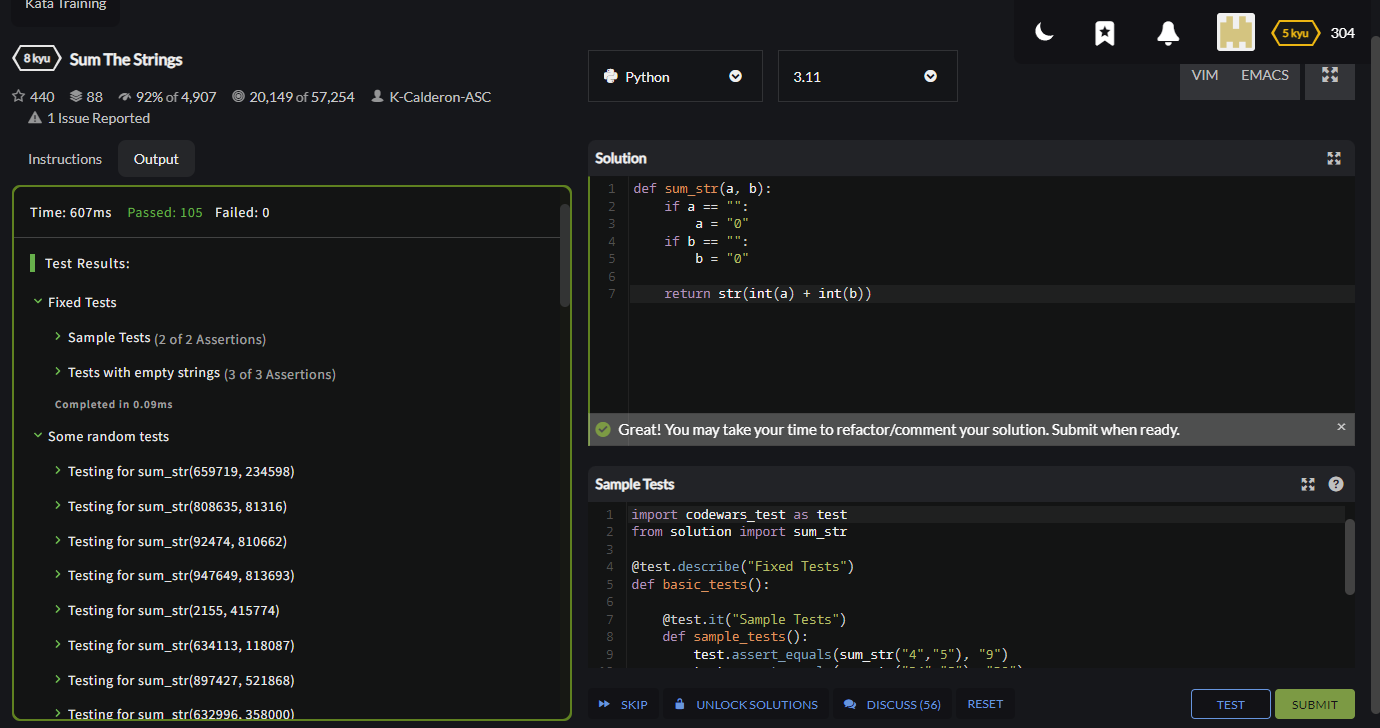 Kata Training
5 kyu 304
8 kyu Sum The Strings
440 88 92% of 4,907 20,149 of 57,254 K-Calderon-ASC
1 Issue Reported
Python
3.11
VIM EMACS
Instructions Output
Time: 607ms Passed: 105 Failed: 0
Test Results:
Fixed Tests
Sample Tests (2 of 2 Assertions)
Tests with empty strings (3 of 3 Assertions)
Completed in 0.09ms
Some random tests
Testing for sum_str(659719, 234598)
Testing for sum_str(808635, 81316)
Testing for sum_str(92474, 810662)
Testing for sum_str(947649, 813693)
Testing for sum_str(2155, 415774)
Testing for sum_str(634113, 118087)
Testing for sum_str(897427, 521868)
Testing for sum_str(632996, 358000)
Solution
1 def sum_str(a, b):
2     if a == "":
3         a = "0"
4     if b == "":
5         b = "0"
6
7     return str(int(a) + int(b))
Great! You may take your time to refactor/comment your solution. Submit when ready. ×
Sample Tests ?
1 import codewars_test as test
2 from solution import sum_str
3
4 @test.describe("Fixed Tests")
5 def basic_tests():
6
7     @test.it("Sample Tests")
8     def sample_tests():
9         test.assert_equals(sum_str("4","5"), "9")
SKIP UNLOCK SOLUTIONS DISCUSS (56) RESET TEST SUBMIT